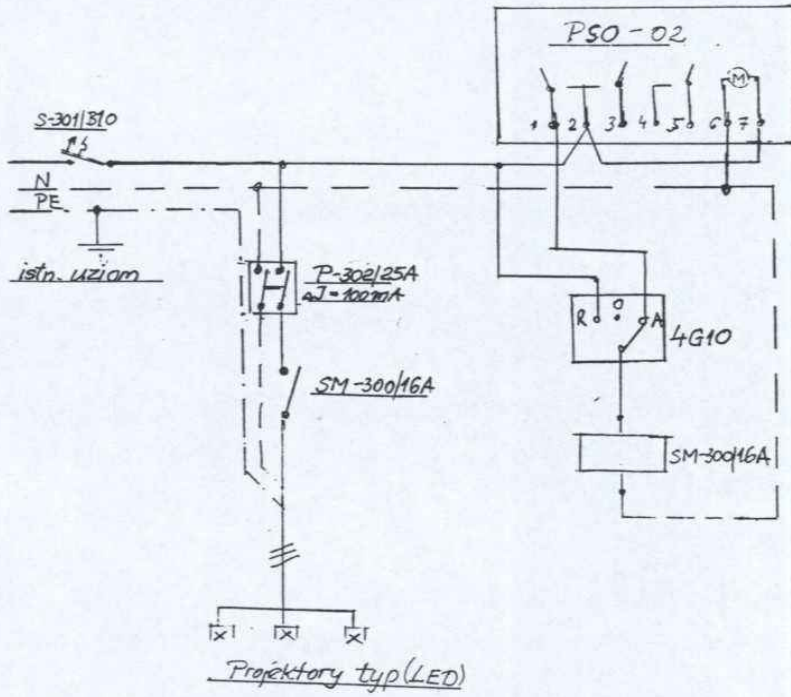 PSO-02
1 2 3 4 5 6 7
M
S-301/B10
N
PE
istn. uziom
P-302/25A
ΔJ=100mA
R O A
4G10
SM-300/16A
SM-300/16A
Projektory typ (LED)